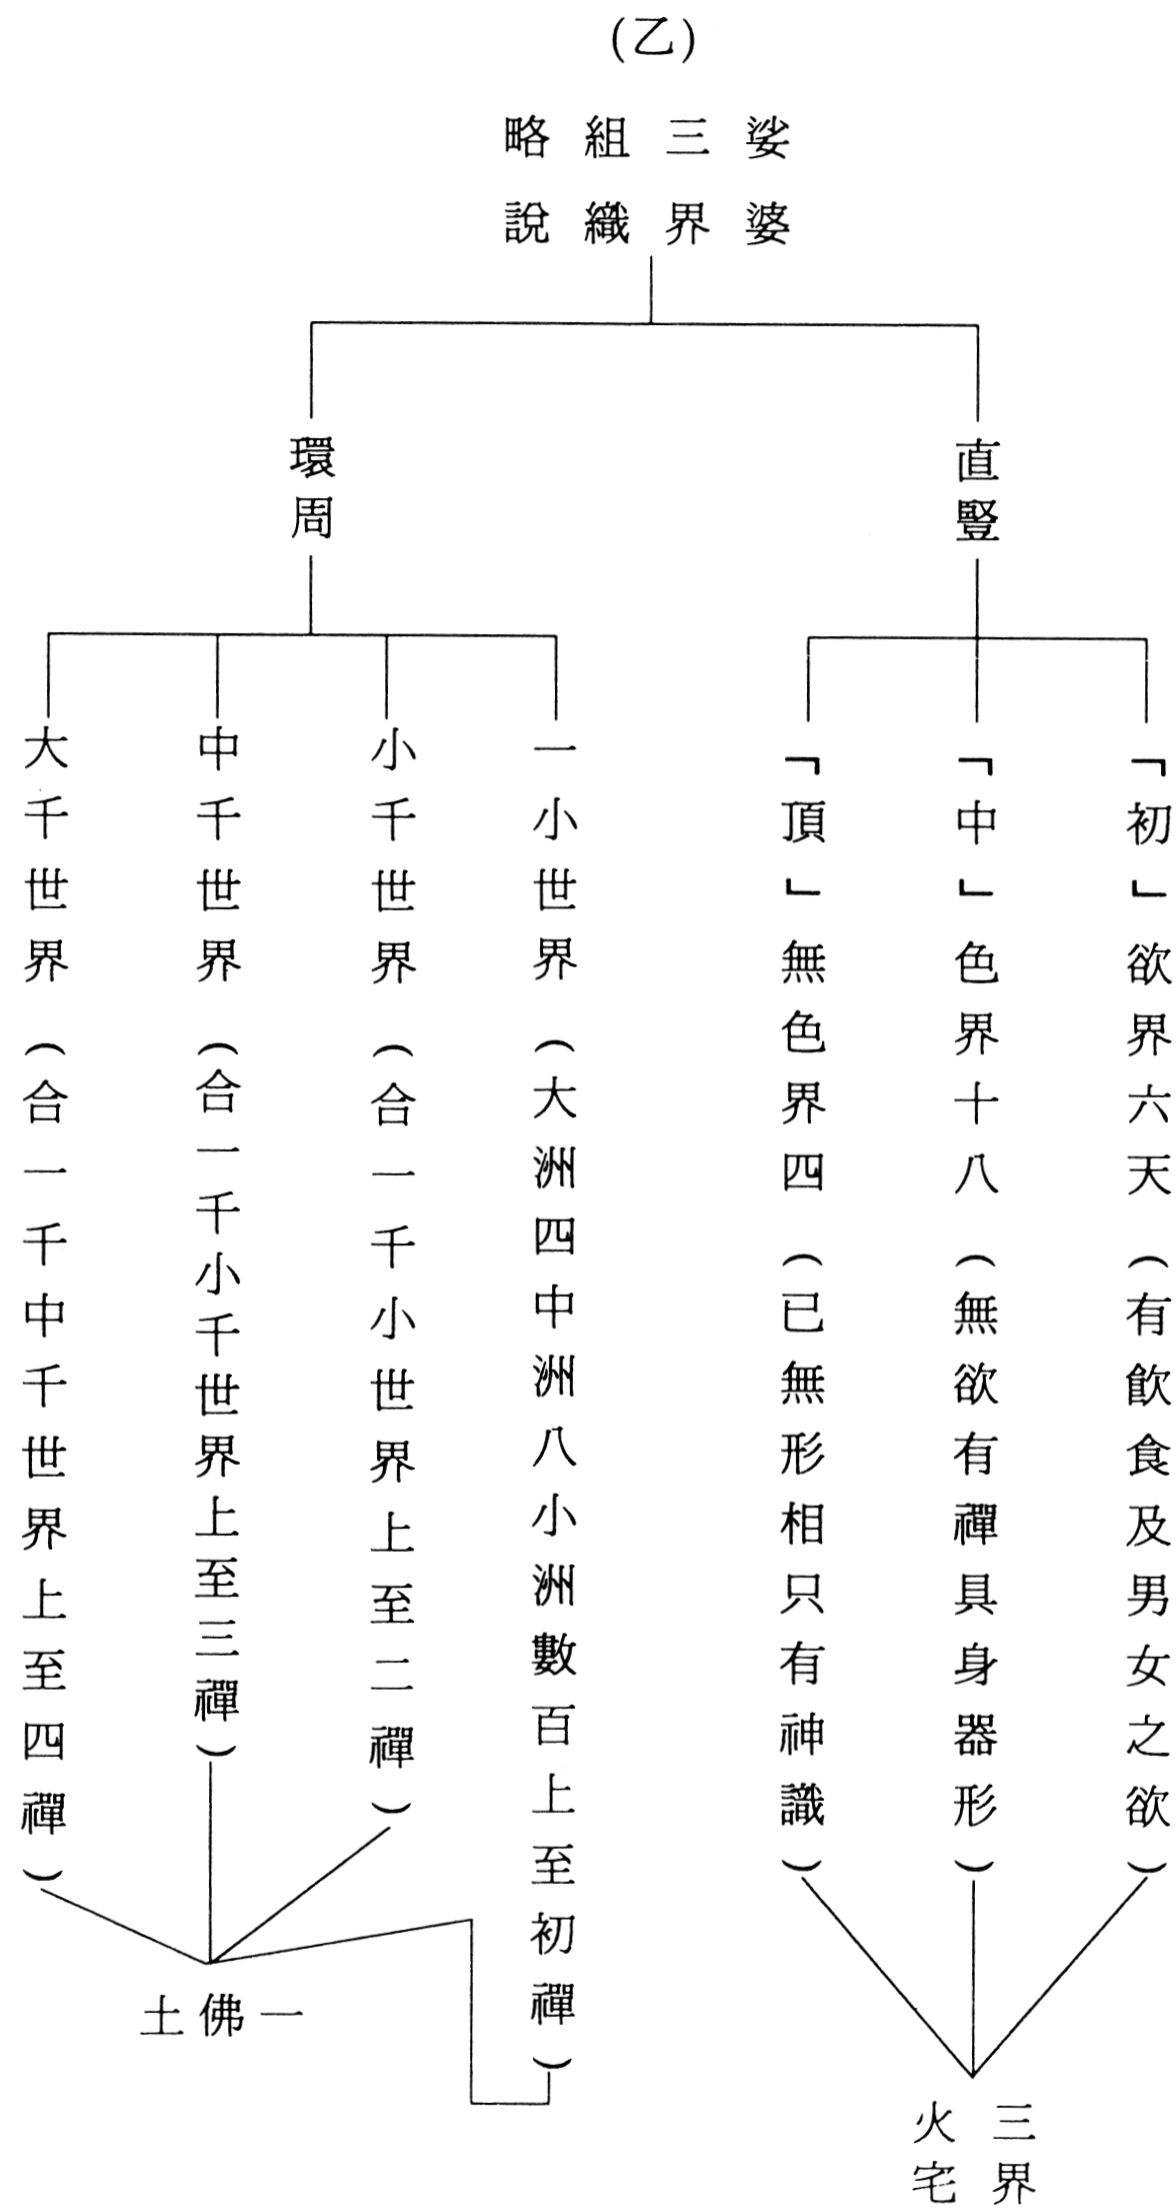 (乙)
娑婆
三界
組織
略說
直豎
「初」欲界六天（有飲食及男女之欲）
「中」色界十八（無欲有禪具身器形）
「頂」無色界四（已無形相只有神識）
三界
火宅
環周
一小世界（大洲四中洲八小洲數百上至初禪）
小千世界（合一千小世界上至二禪）
中千世界（合一千小千世界上至三禪）
大千世界（合一千中千世界上至四禪）
一佛土